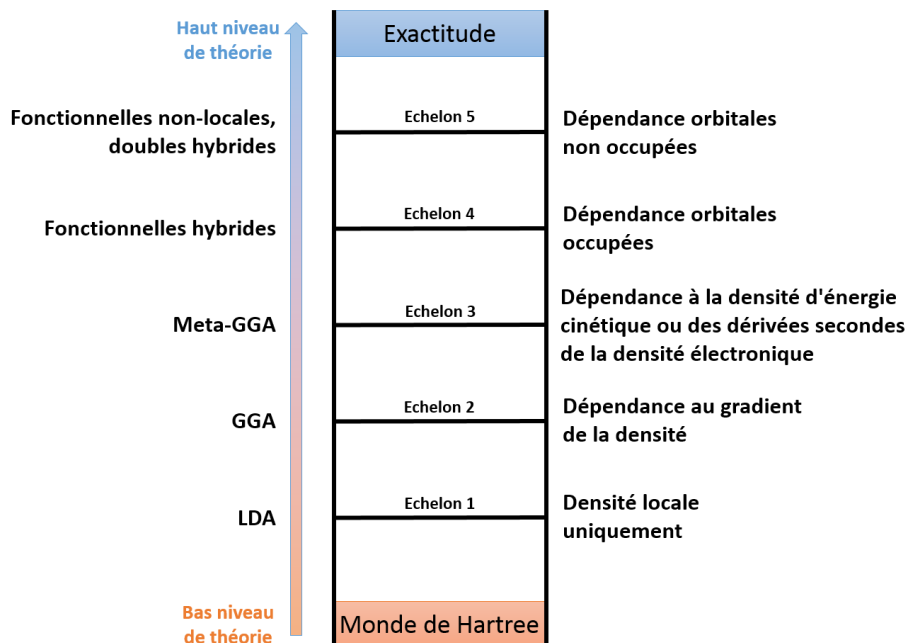 Haut niveau
de théorie
Exactitude
Fonctionnelles non-locales,
doubles hybrides
Echelon 5
Dépendance orbitales
non occupées
Fonctionnelles hybrides
Echelon 4
Dépendance orbitales
occupées
Meta-GGA
Echelon 3
Dépendance à la densité d'énergie
cinétique ou des dérivées secondes
de la densité électronique
GGA
Echelon 2
Dépendance au gradient
de la densité
LDA
Echelon 1
Densité locale
uniquement
Bas niveau
de théorie
Monde de Hartree